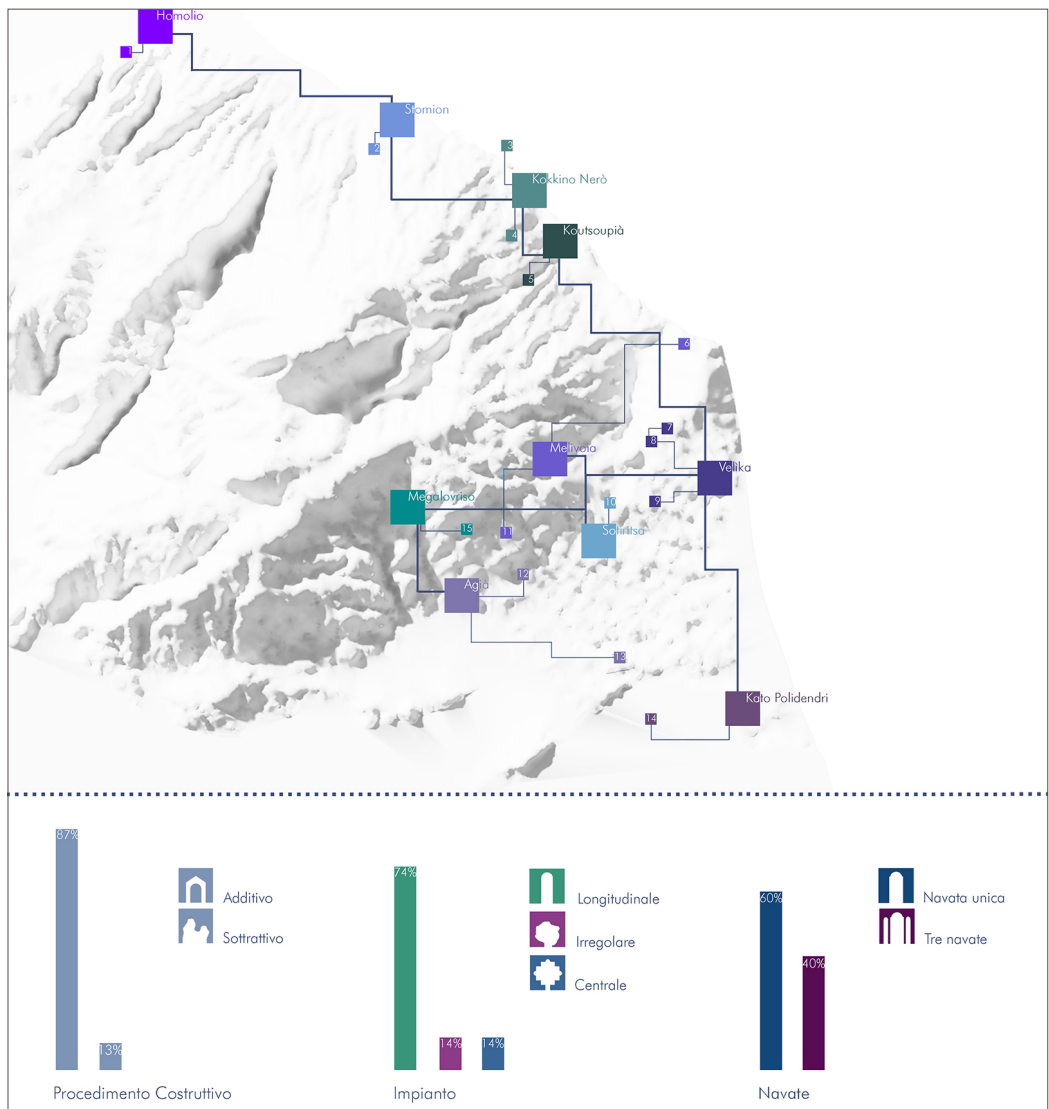 Homolio
1
Stomion
2
3
Kokkino Nerò
4
Koutsoupià
5
6
7
8
Melivoia
Velika
Megalovriso
9
10
15
11
Sotiritsa
12
Agià
13
Kato Polidendri
14
87%
74%
Additivo
Longitudinale
60%
Navata unica
Sottrattivo
Irregolare
Tre navate
40%
Centrale
13%
14%
14%
Procedimento Costruttivo
Impianto
Navate